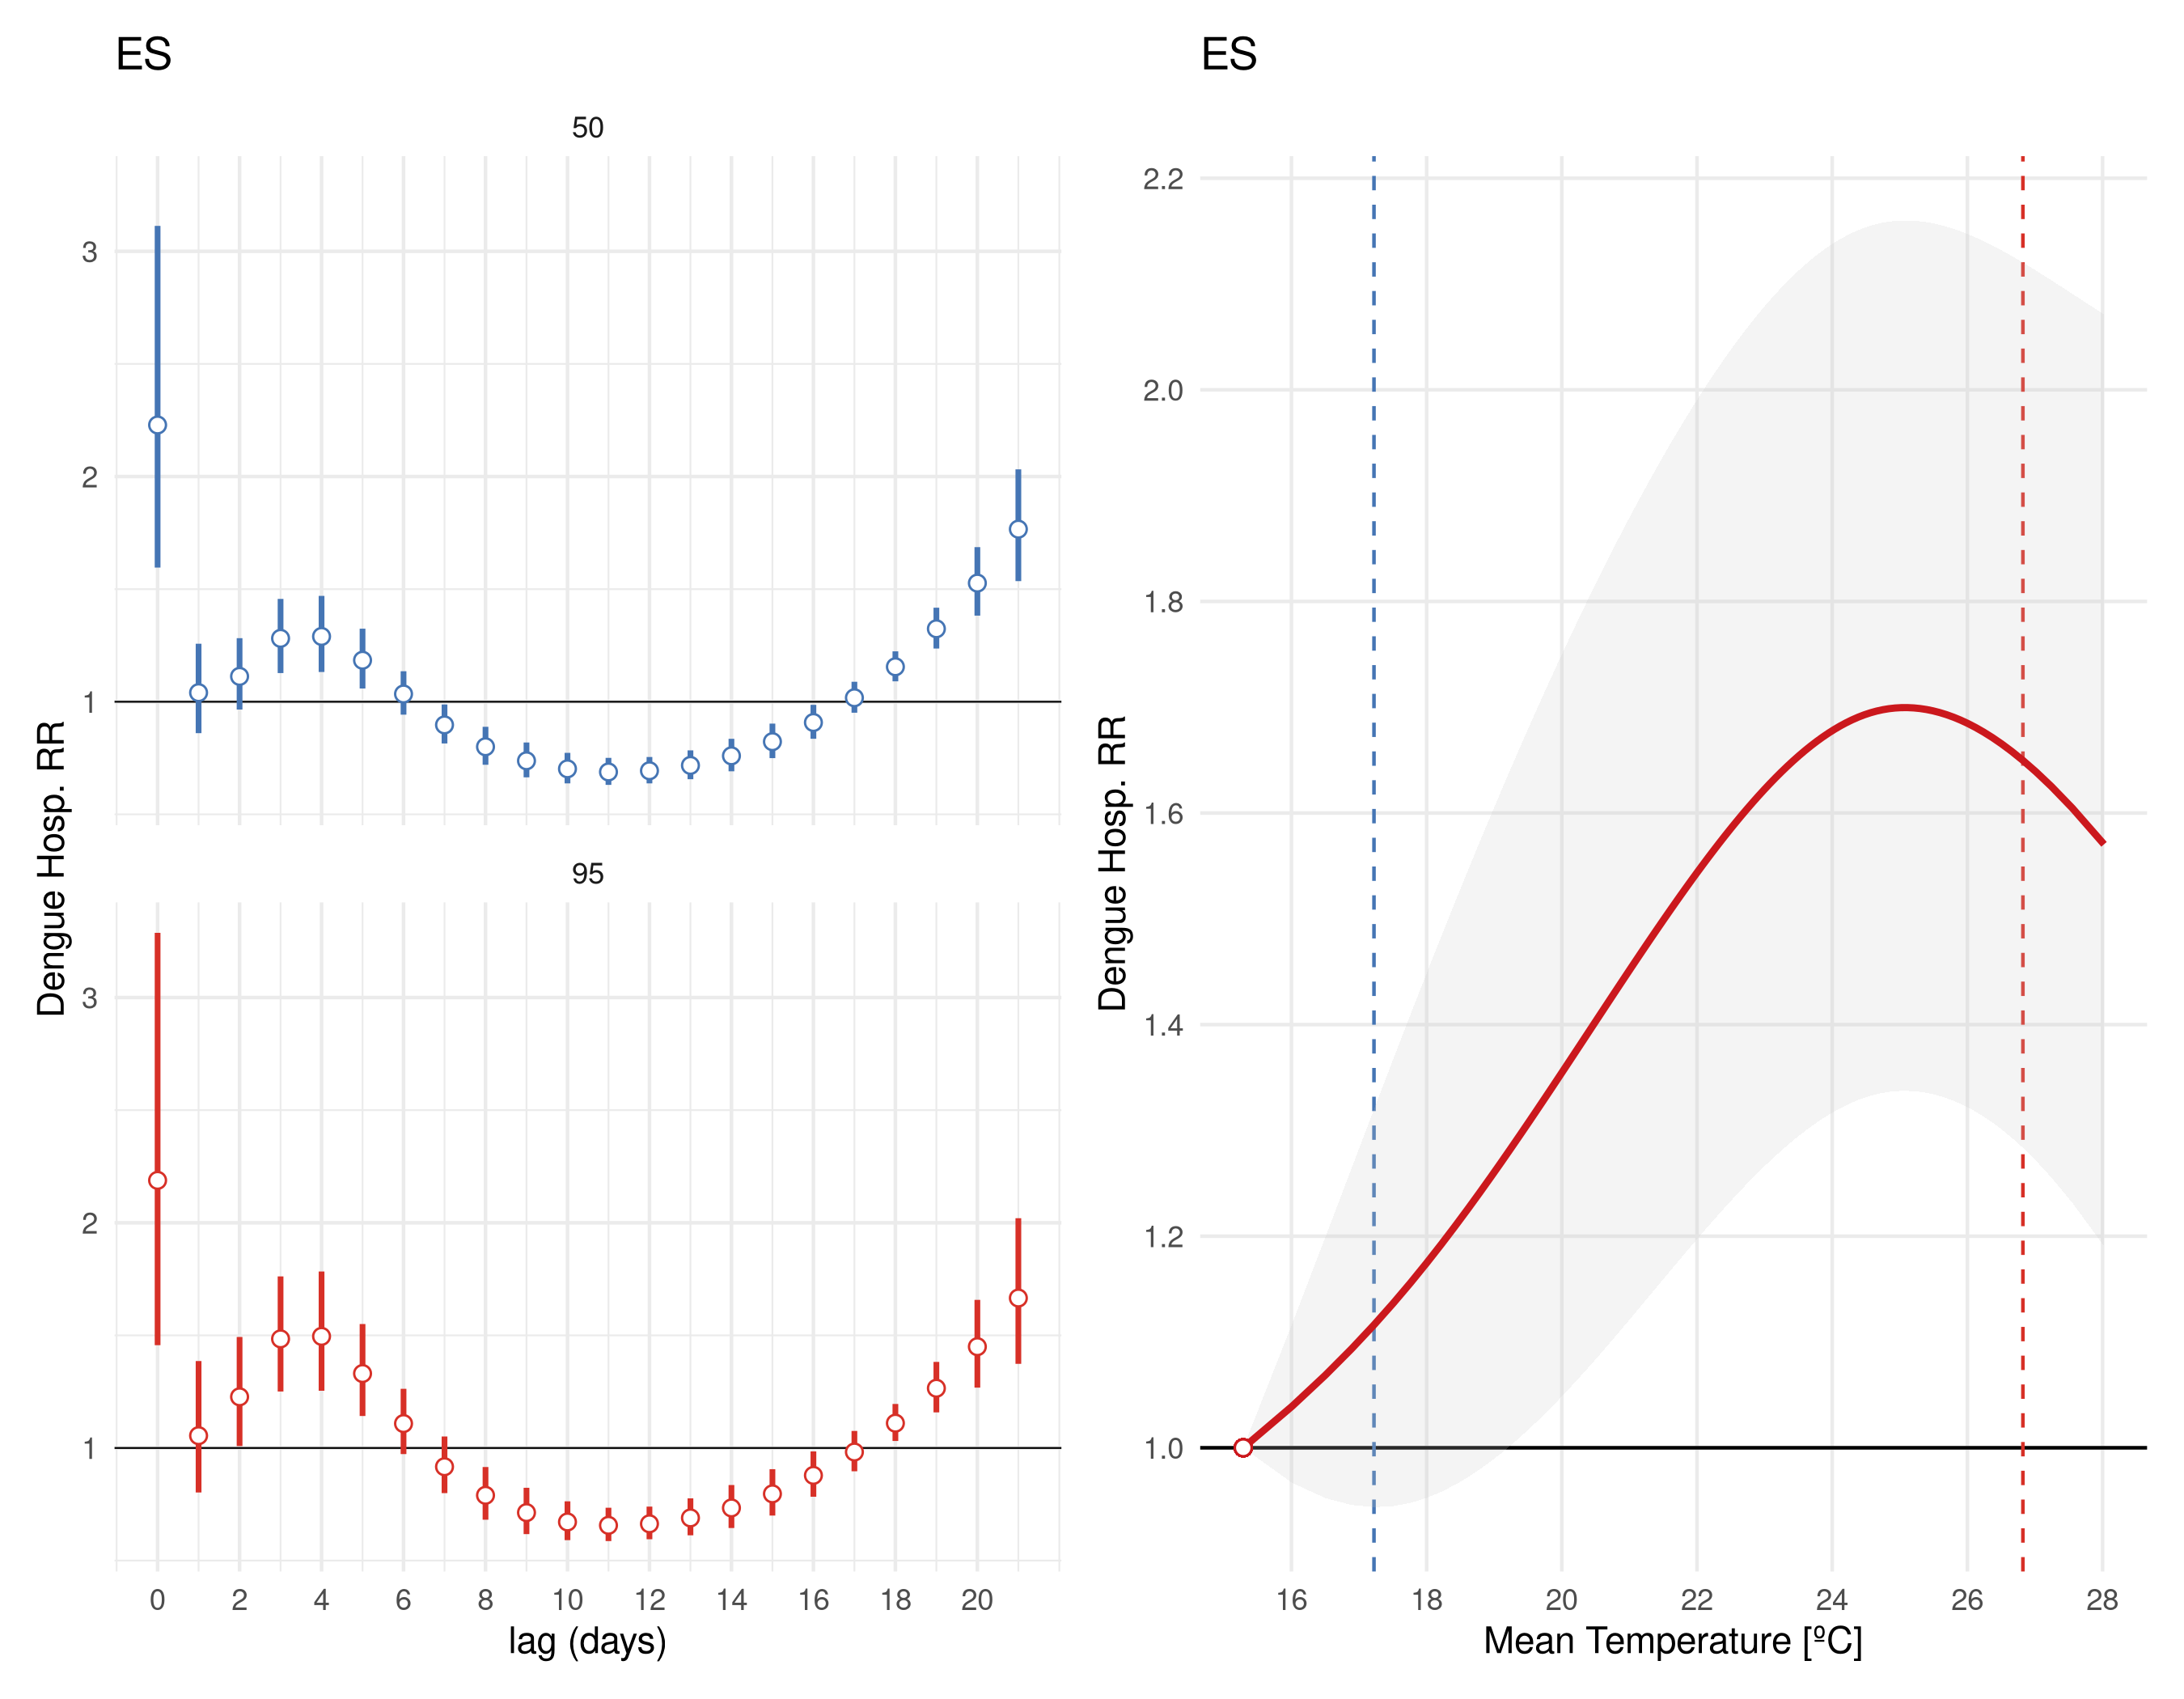 ES
50
3
2
1
95
3
2
1
0 2 4 6 8 10 12 14 16 18 20
lag (days)
Dengue Hosp. RR
ES
2.2
2.0
1.8
1.6
1.4
1.2
1.0
16 18 20 22 24 26 28
Mean Temperature [ºC]
Dengue Hosp. RR